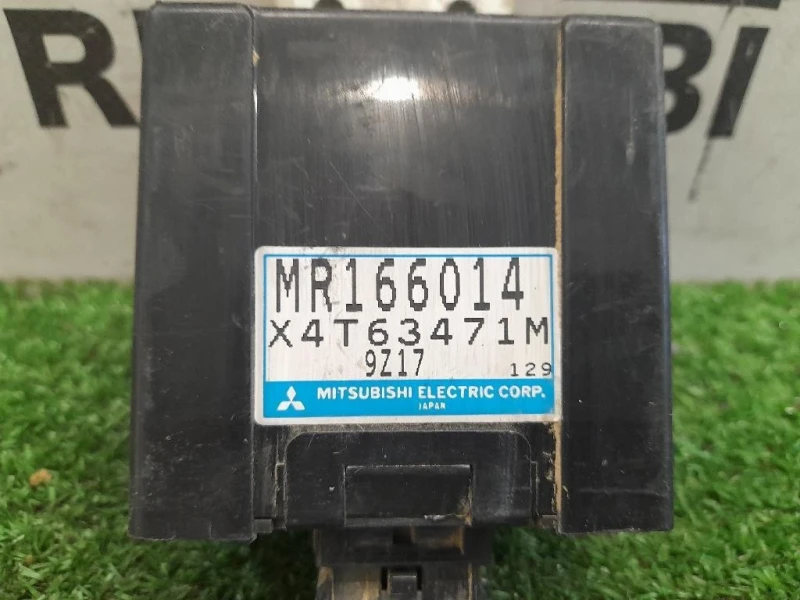 MR166014
X4T63471M
9Z17 129
MITSUBISHI ELECTRIC CORP.
JAPAN